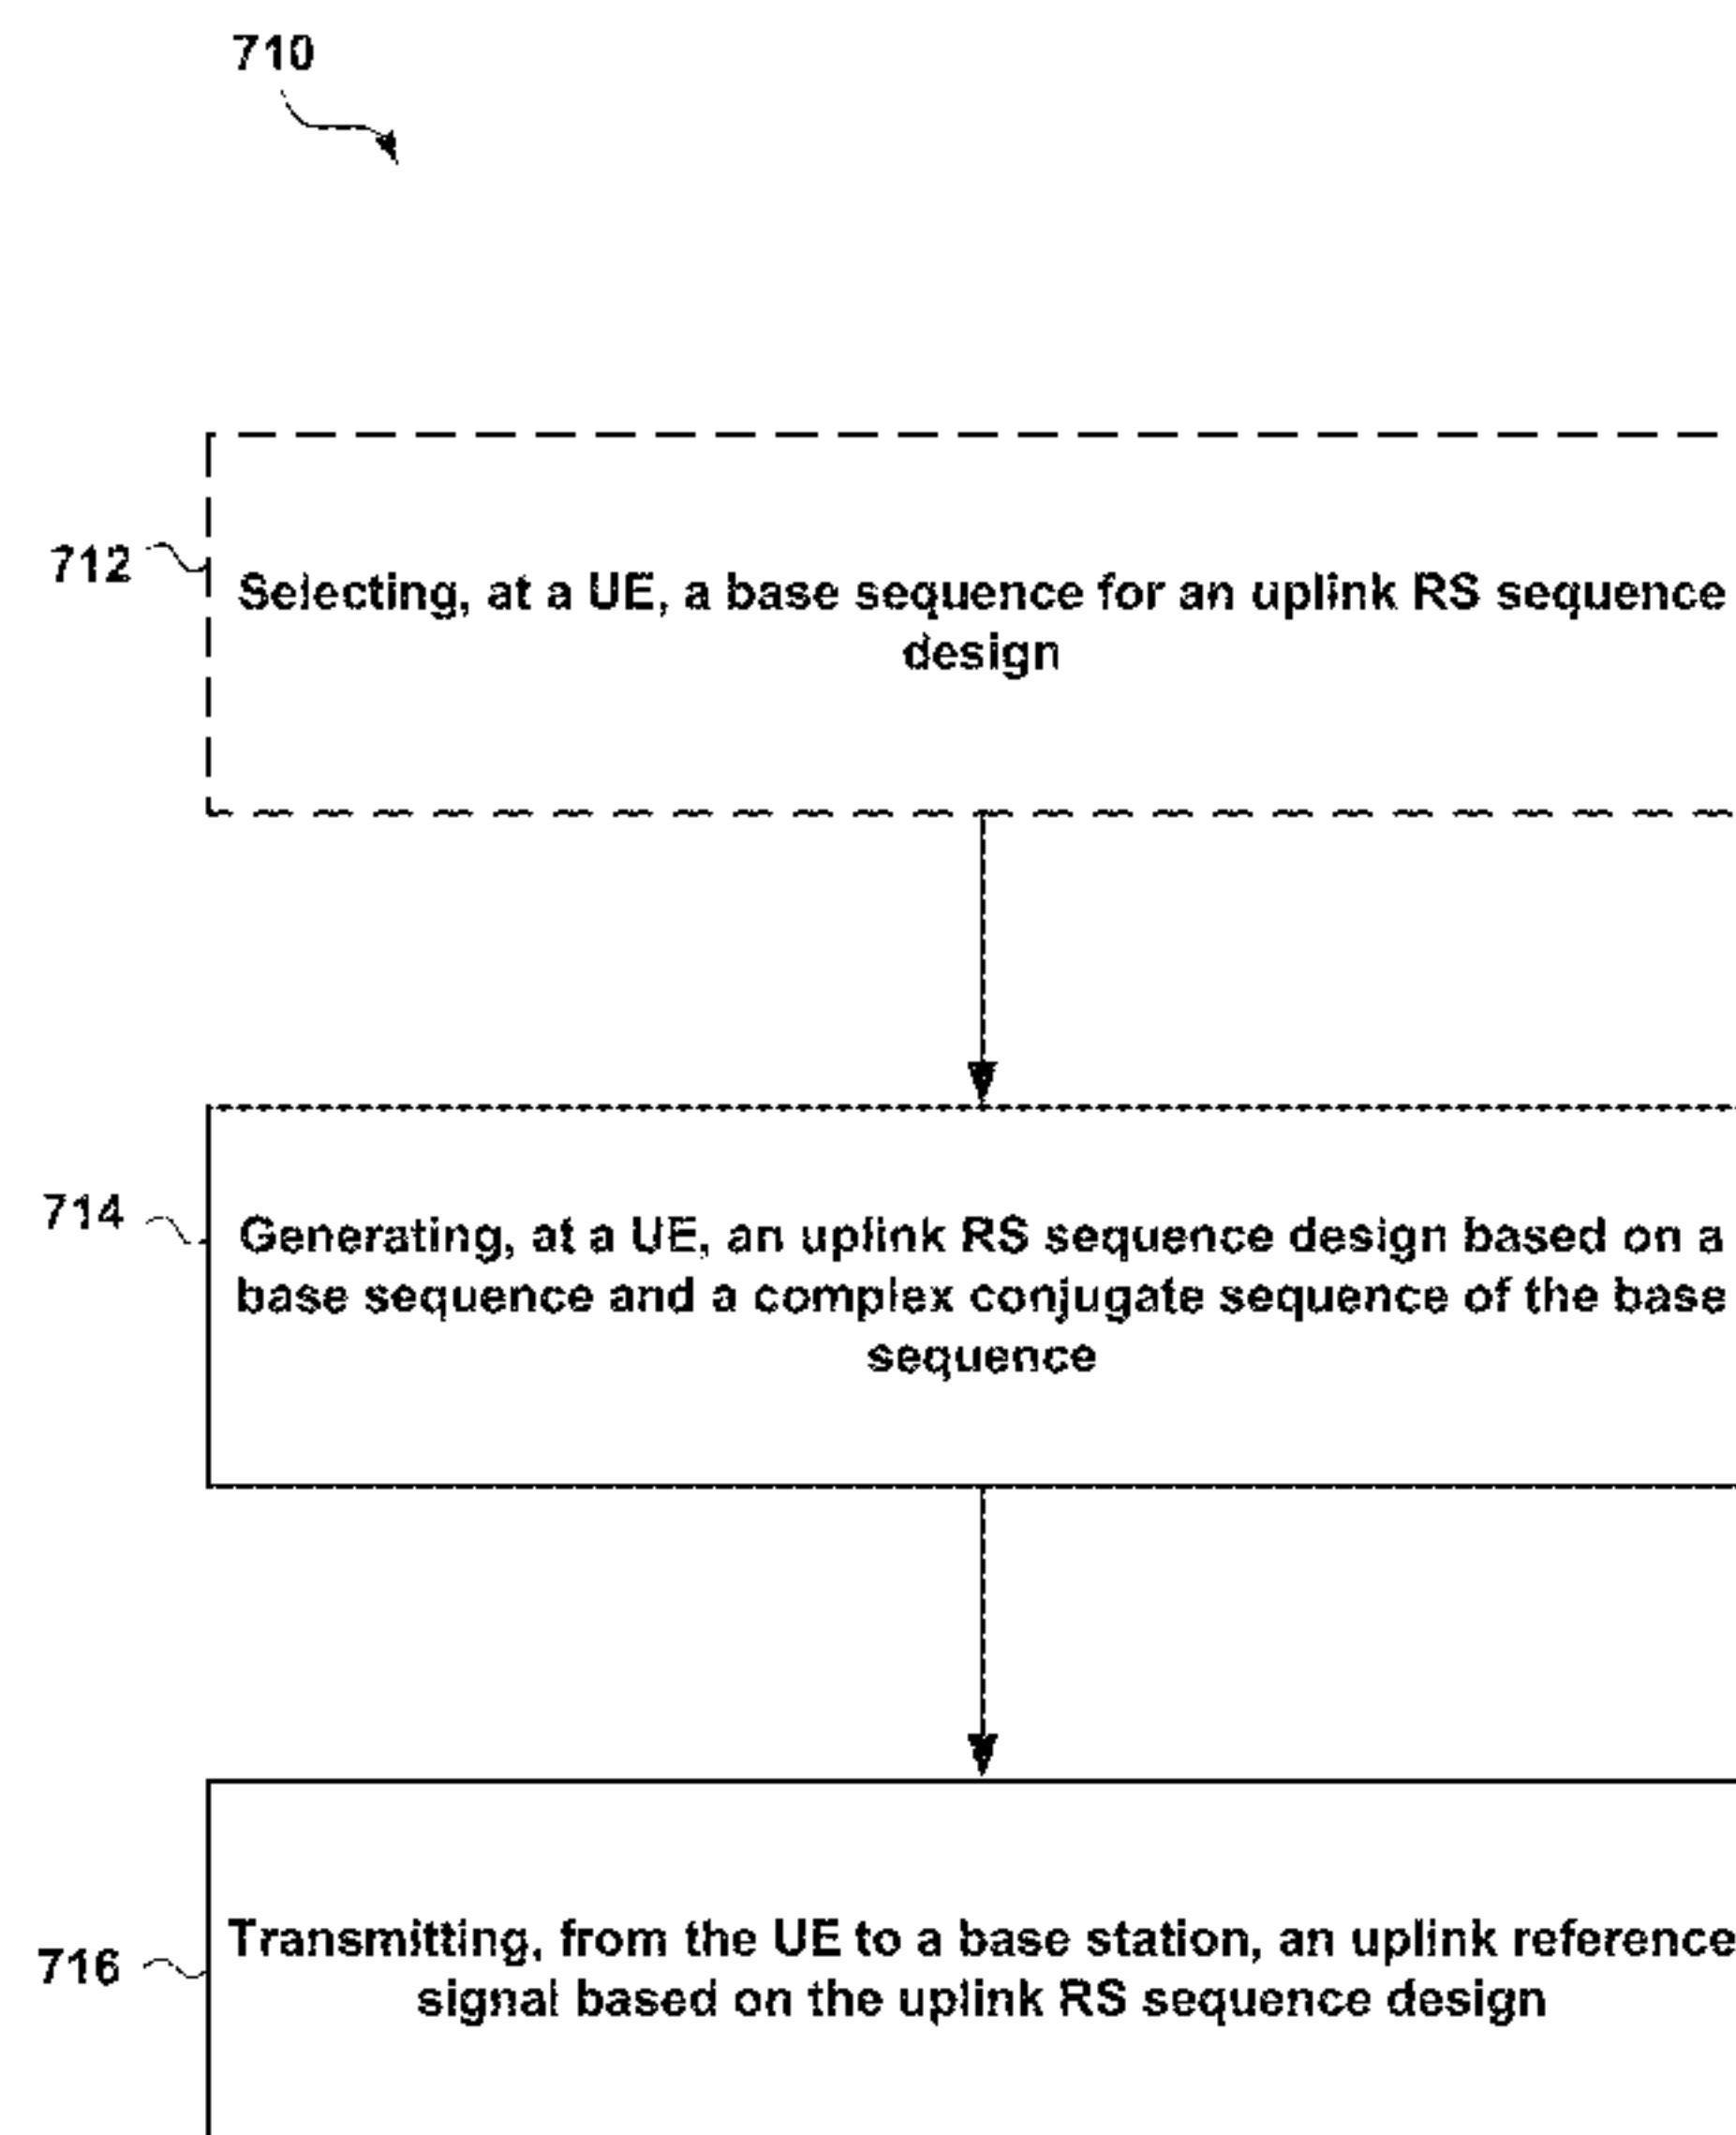 710
712
Selecting, at a UE, a base sequence for an uplink RS sequence
design
714
Generating, at a UE, an uplink RS sequence design based on a
base sequence and a complex conjugate sequence of the base
sequence
716
Transmitting, from the UE to a base station, an uplink reference
signal based on the uplink RS sequence design